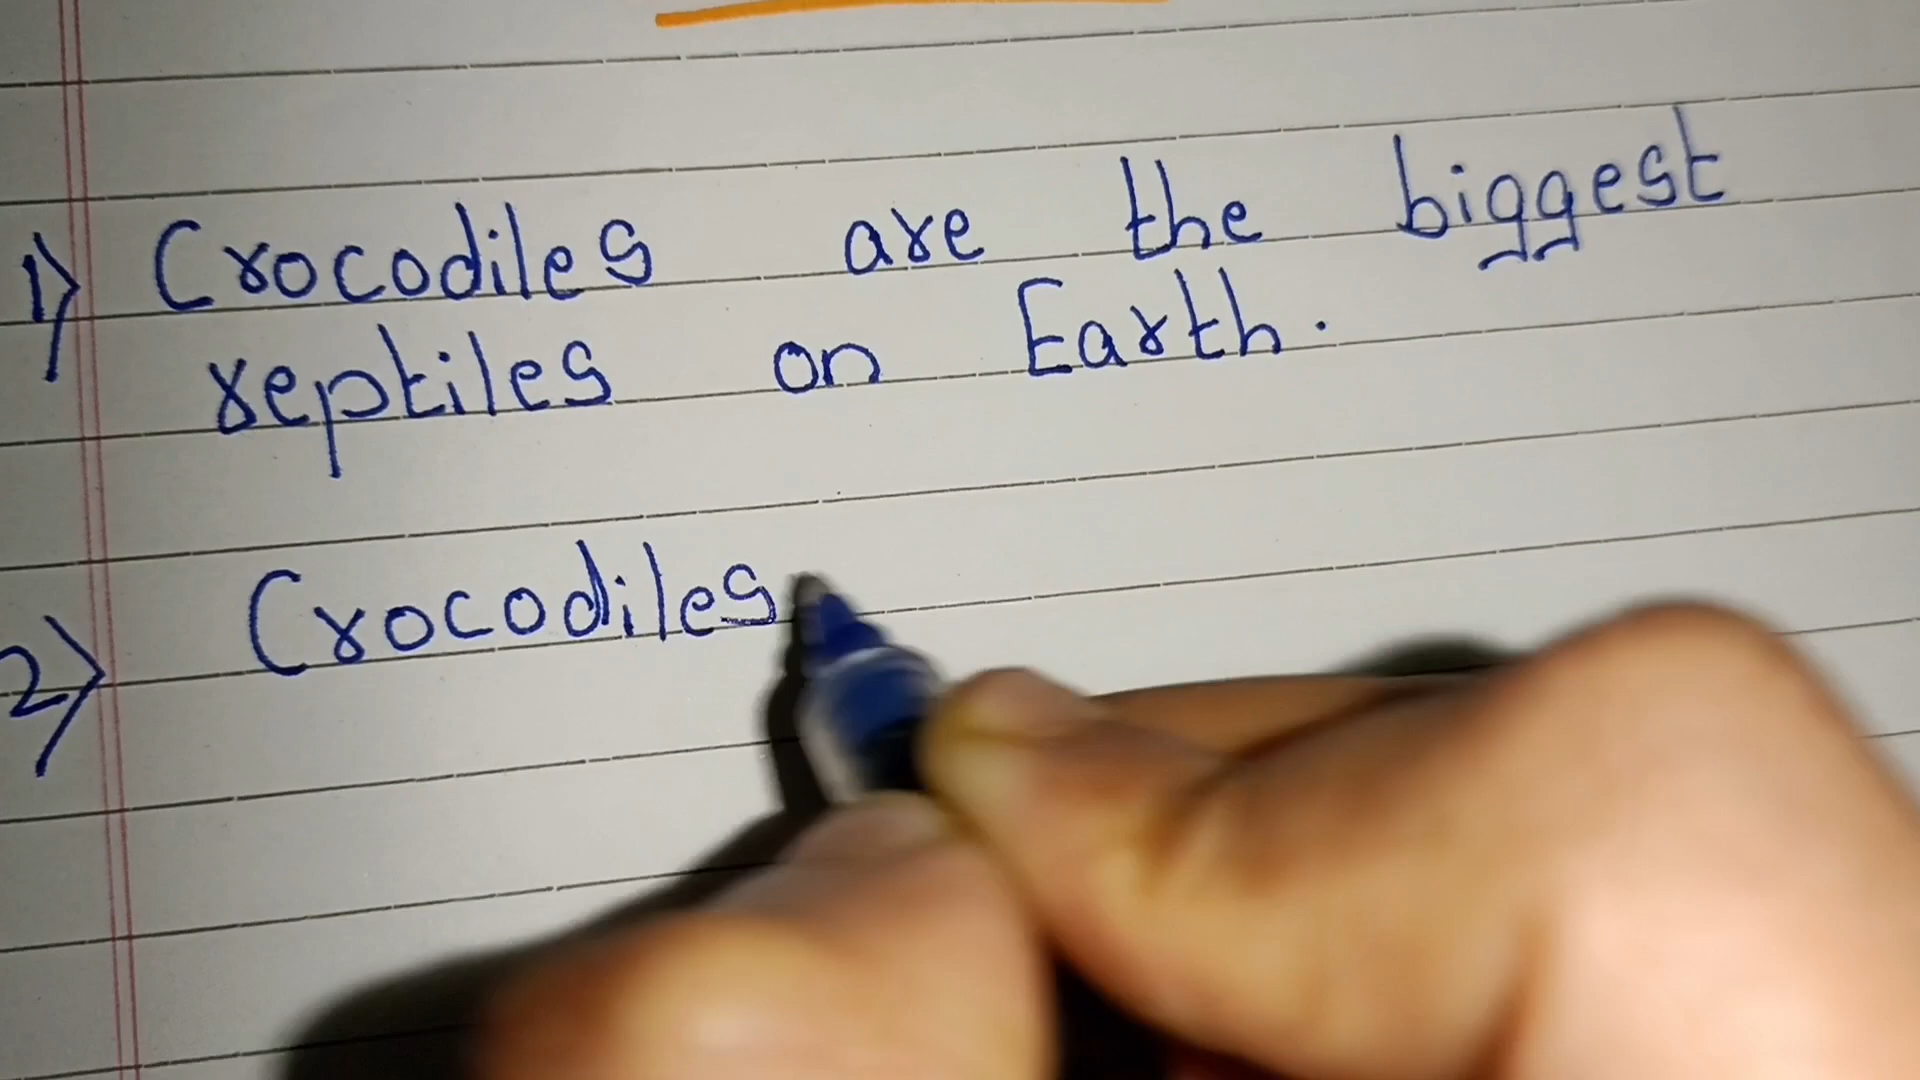 1) Crocodiles are the biggest
reptiles on Earth.
2) Crocodiles